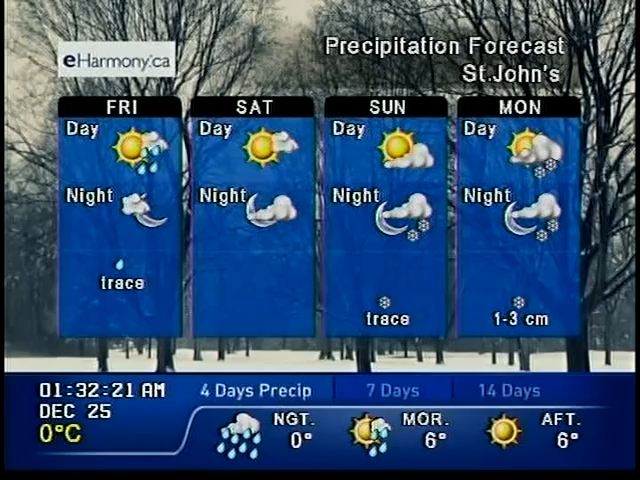 eHarmony.ca
Precipitation Forecast
St.John's
FRI SAT SUN MON
Day Day Day Day
Night Night Night Night
trace
trace 1-3 cm
01:32:21 AM 4 Days Precip 7 Days 14 Days
DEC 25 NGT. MOR. AFT.
0°C 0° 6° 6°